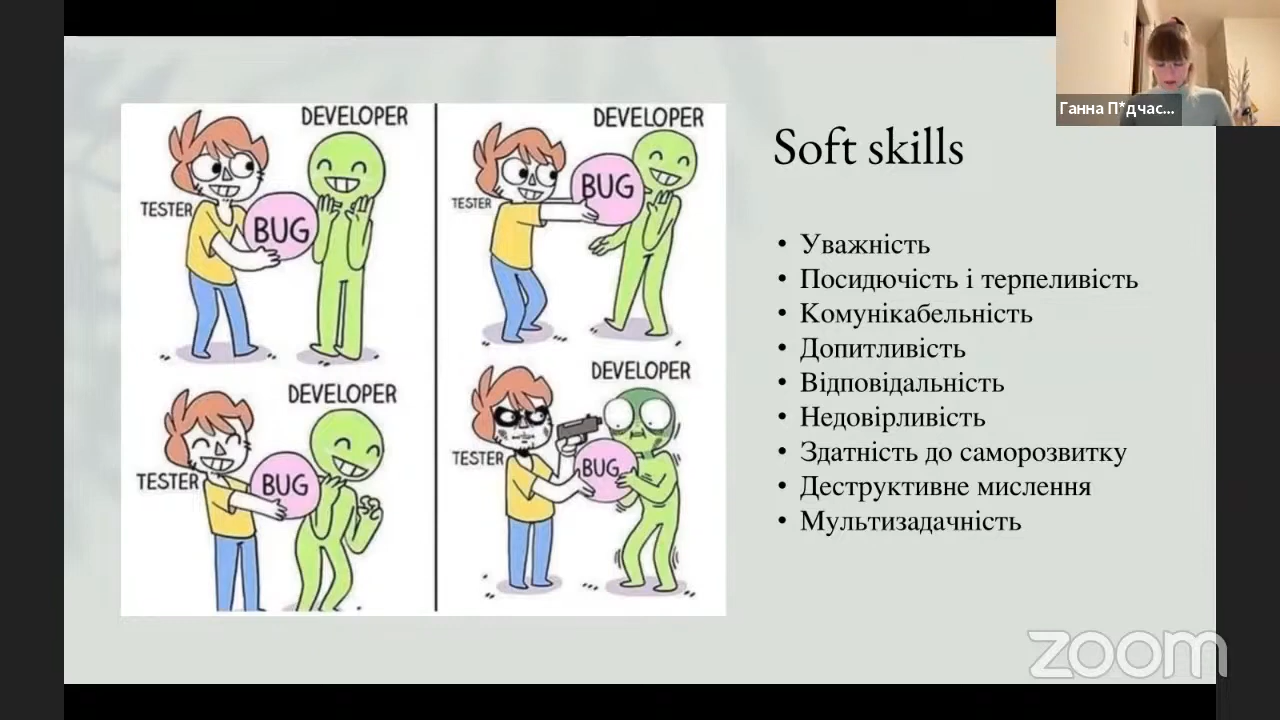 Ганна П*дчас...
DEVELOPER
TESTER
BUG
DEVELOPER
TESTER
BUG
DEVELOPER
TESTER
BUG
DEVELOPER
TESTER
BUG
Soft skills
• Уважність
• Посидючість і терпеливість
• Комунікабельність
• Допитливість
• Відповідальність
• Недовірливість
• Здатність до саморозвитку
• Деструктивне мислення
• Мультизадачність
zoom